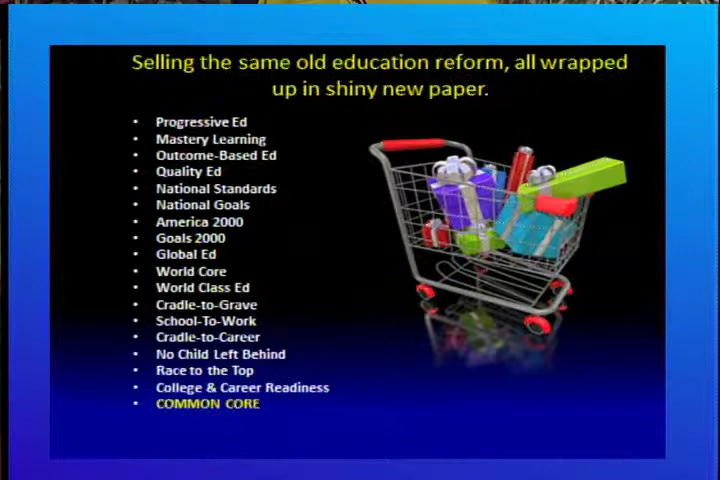 Selling the same old education reform, all wrapped
up in shiny new paper.
• Progressive Ed
• Mastery Learning
• Outcome-Based Ed
• Quality Ed
• National Standards
• National Goals
• America 2000
• Goals 2000
• Global Ed
• World Core
• World Class Ed
• Cradle-to-Grave
• School-To-Work
• Cradle-to-Career
• No Child Left Behind
• Race to the Top
• College & Career Readiness
• COMMON CORE